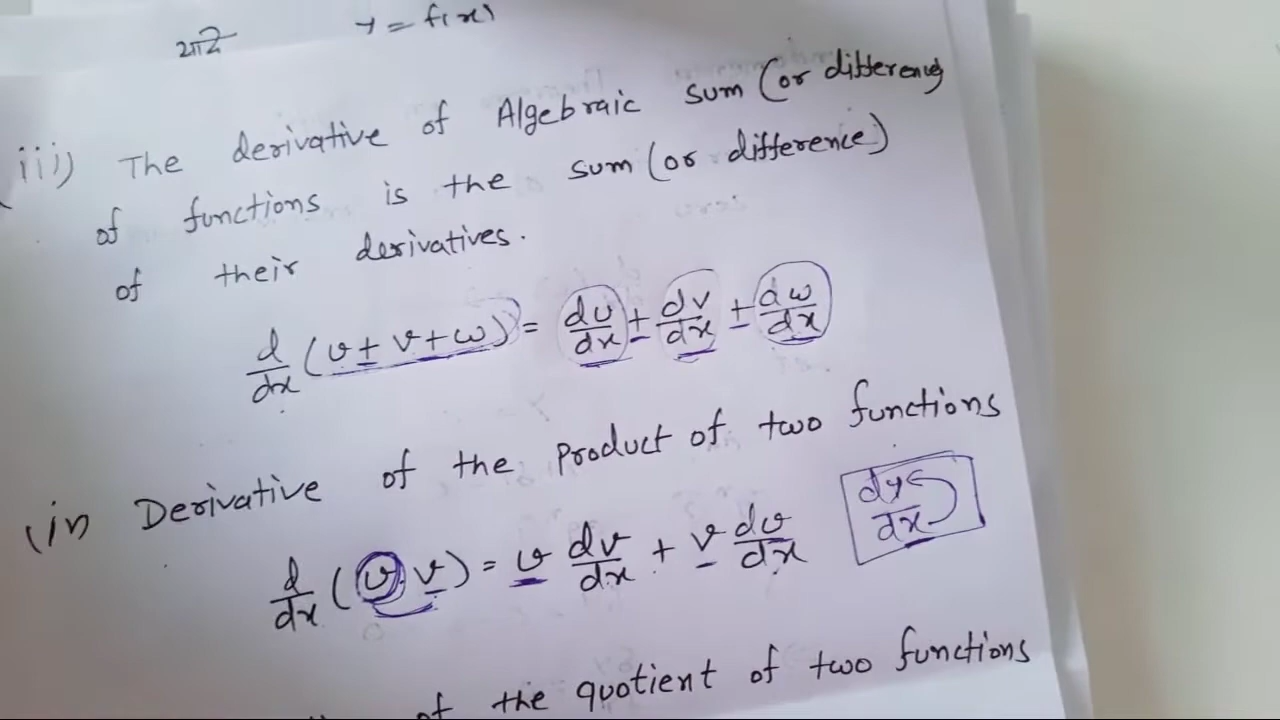 यदि y = f(x)
iii) The derivative of Algebraic sum (or difference)
of functions is the sum (or difference)
of their derivatives.
d/dx (u ± v + w) = du/dx ± dv/dx ± dw/dx
(iv) Derivative of the product of two functions
d/dx (u v) = u dv/dx + v du/dx
dy/dx
of the quotient of two functions